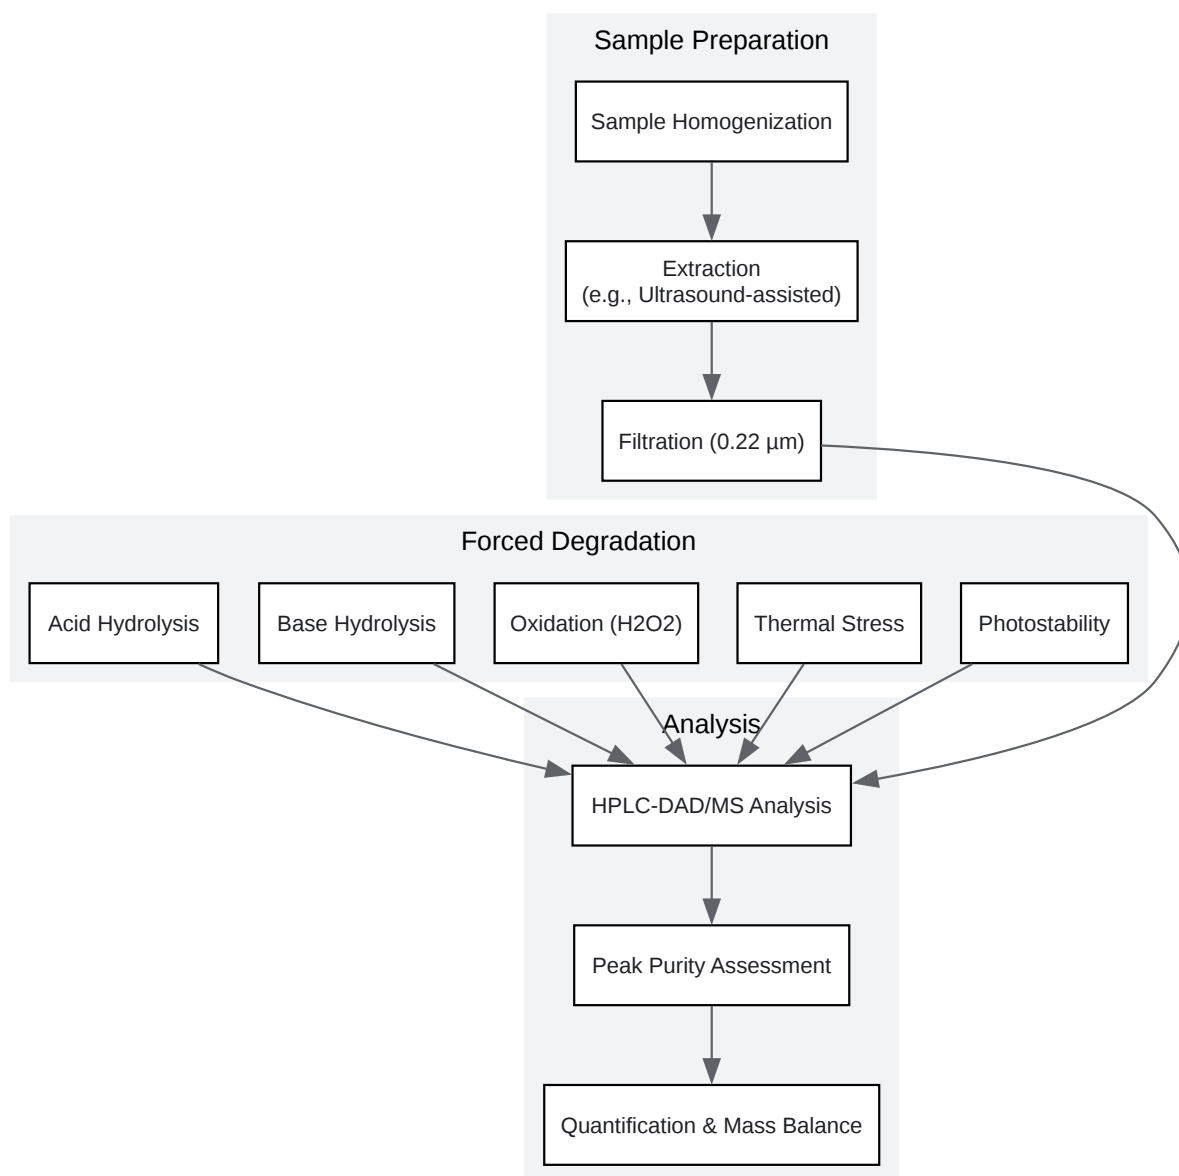 Sample Preparation
Sample Homogenization
Extraction
(e.g., Ultrasound-assisted)
Filtration (0.22 µm)
Forced Degradation
Acid Hydrolysis
Base Hydrolysis
Oxidation (H2O2)
Thermal Stress
Photostability
Analysis
HPLC-DAD/MS Analysis
Peak Purity Assessment
Quantification & Mass Balance